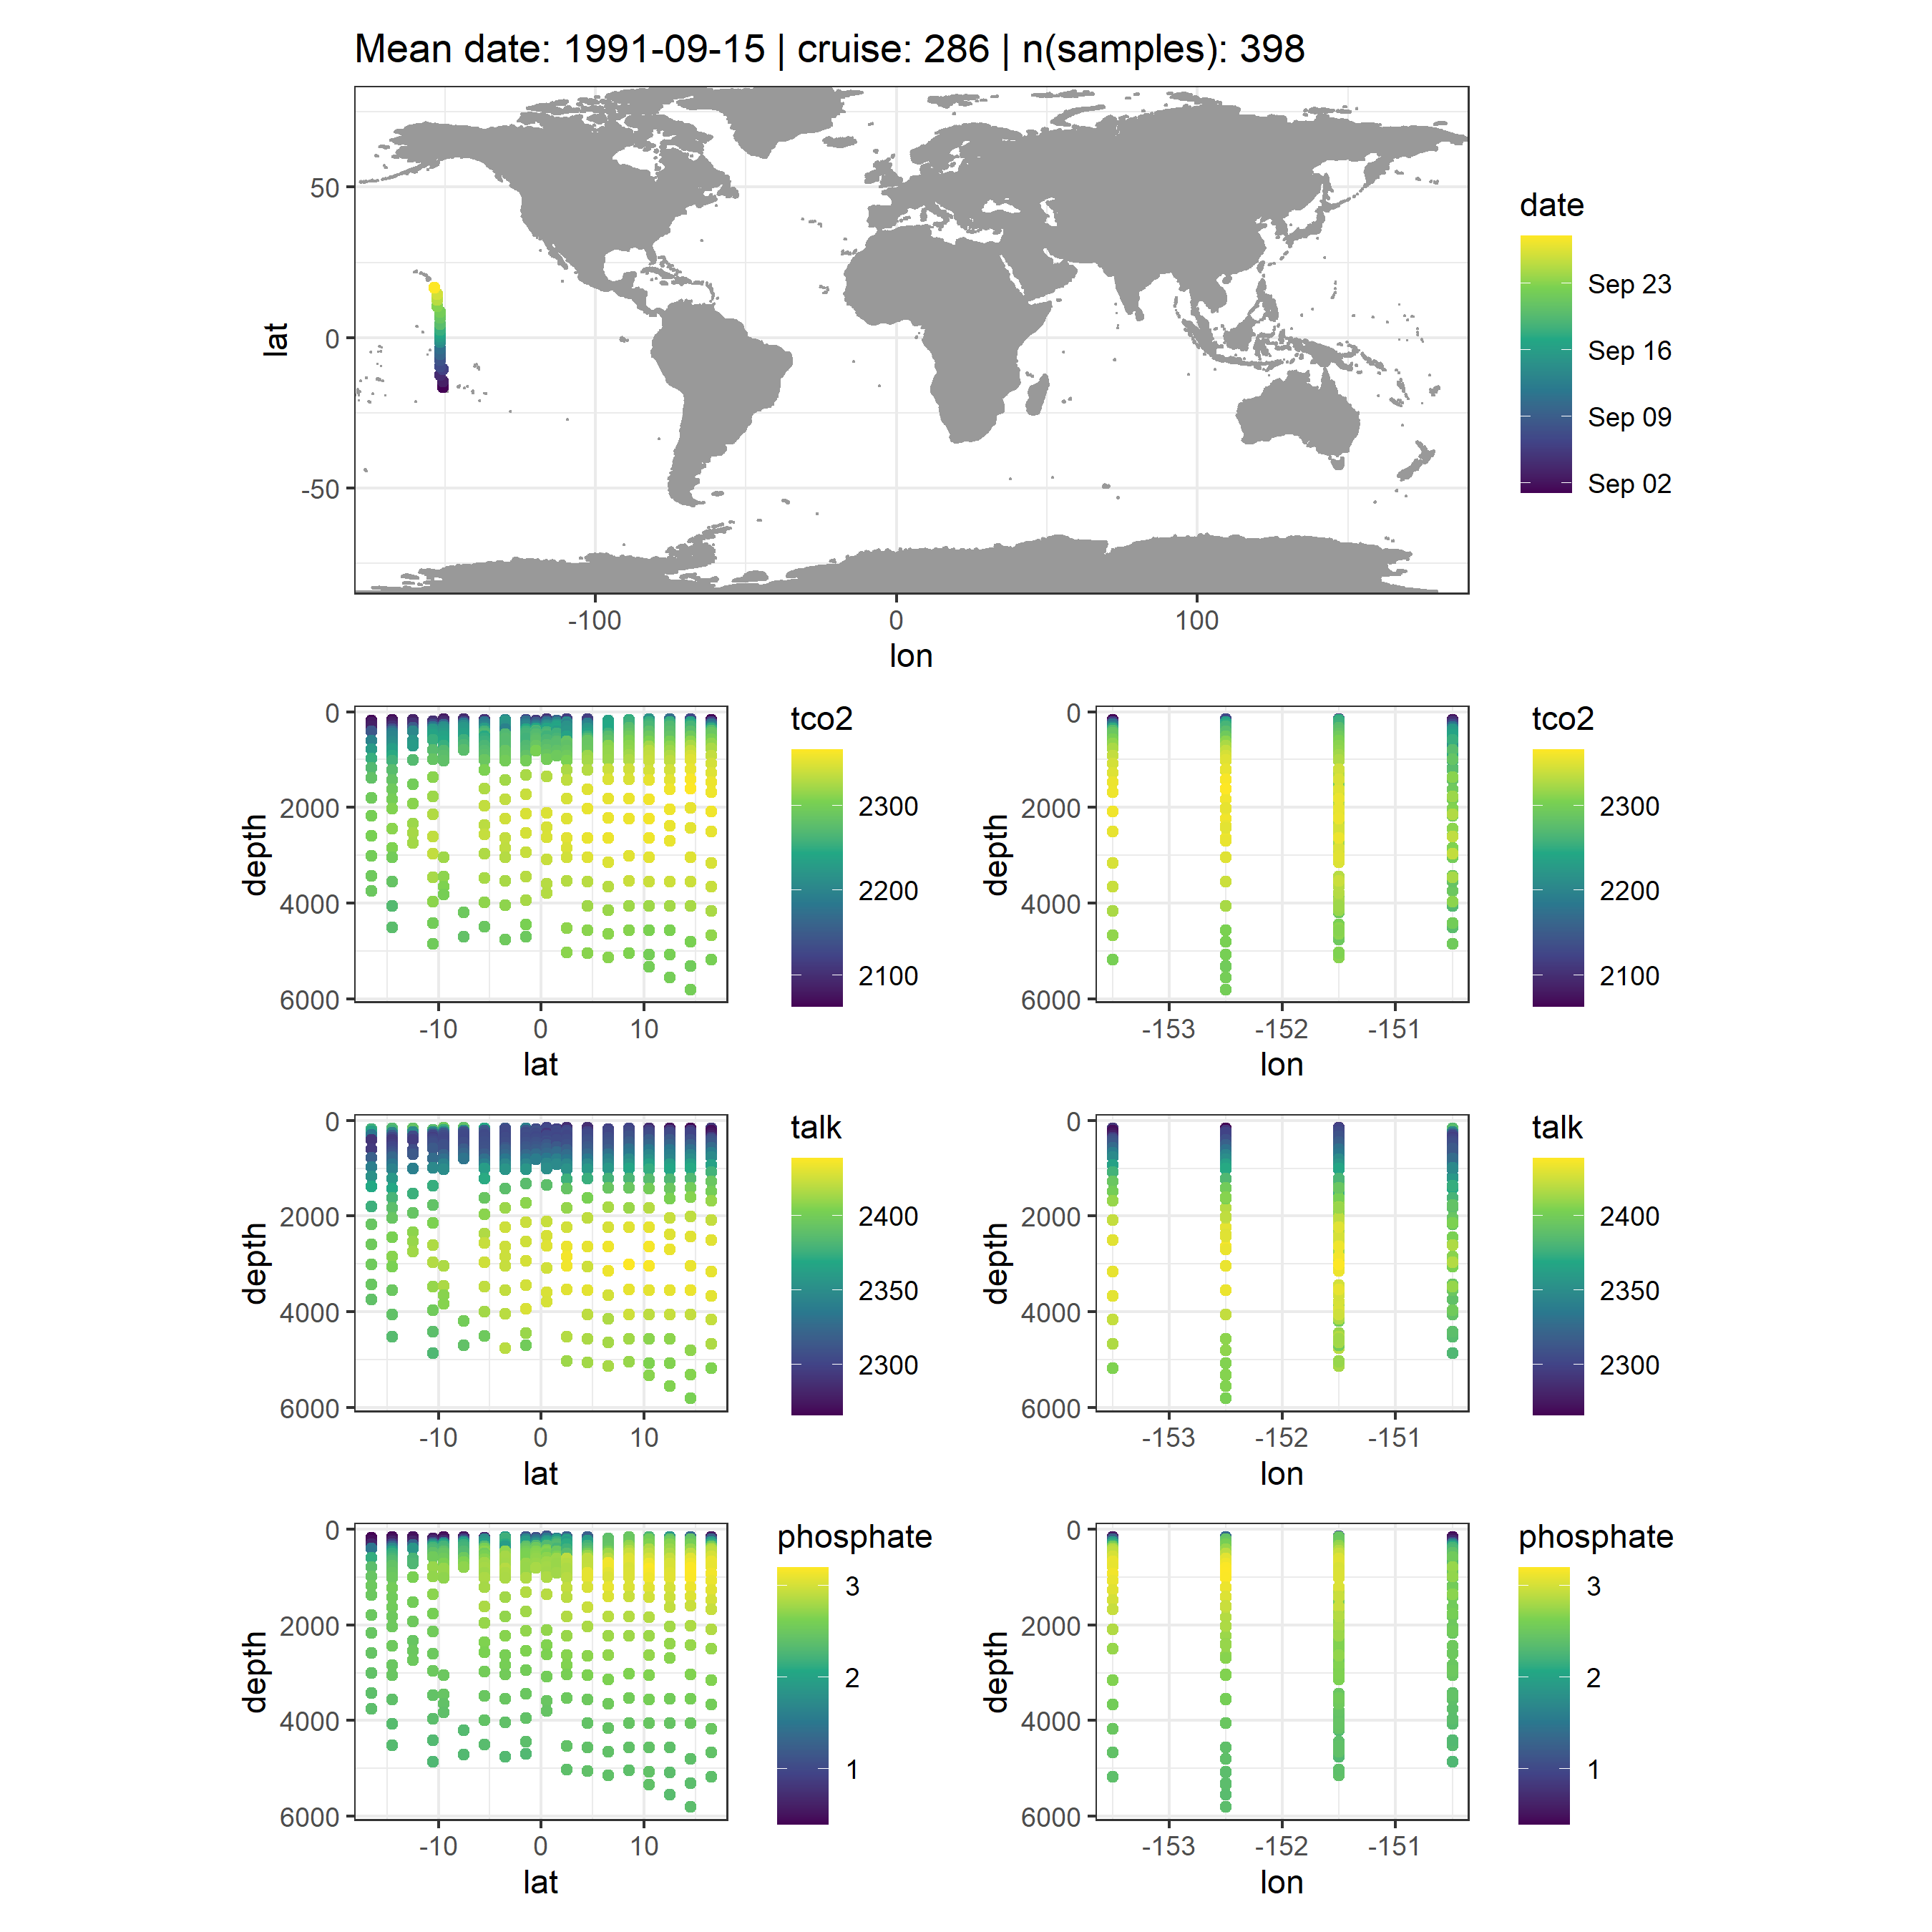 Mean date: 1991-09-15 | cruise: 286 | n(samples): 398
lat
50
0
-50
-100
0
100
lon
date
Sep 23
Sep 16
Sep 09
Sep 02
depth
0
2000
4000
6000
-10
0
10
lat
tco2
2300
2200
2100
depth
0
2000
4000
6000
-153
-152
-151
lon
tco2
2300
2200
2100
depth
0
2000
4000
6000
-10
0
10
lat
talk
2400
2350
2300
depth
0
2000
4000
6000
-153
-152
-151
lon
talk
2400
2350
2300
depth
0
2000
4000
6000
-10
0
10
lat
phosphate
3
2
1
depth
0
2000
4000
6000
-153
-152
-151
lon
phosphate
3
2
1